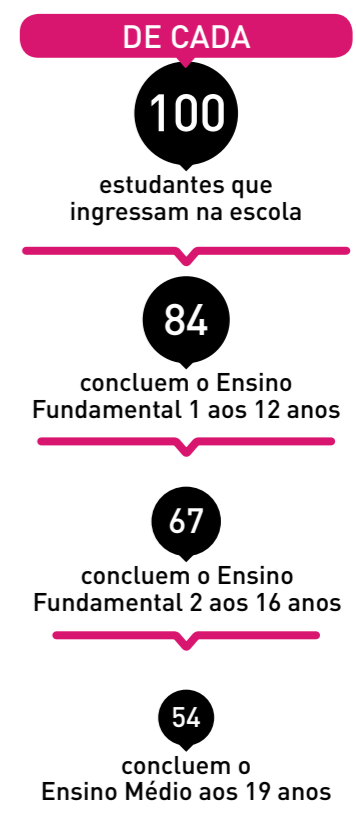 DE CADA
100
estudantes que
ingressam na escola
84
concluem o Ensino
Fundamental 1 aos 12 anos
67
concluem o Ensino
Fundamental 2 aos 16 anos
54
concluem o
Ensino Médio aos 19 anos